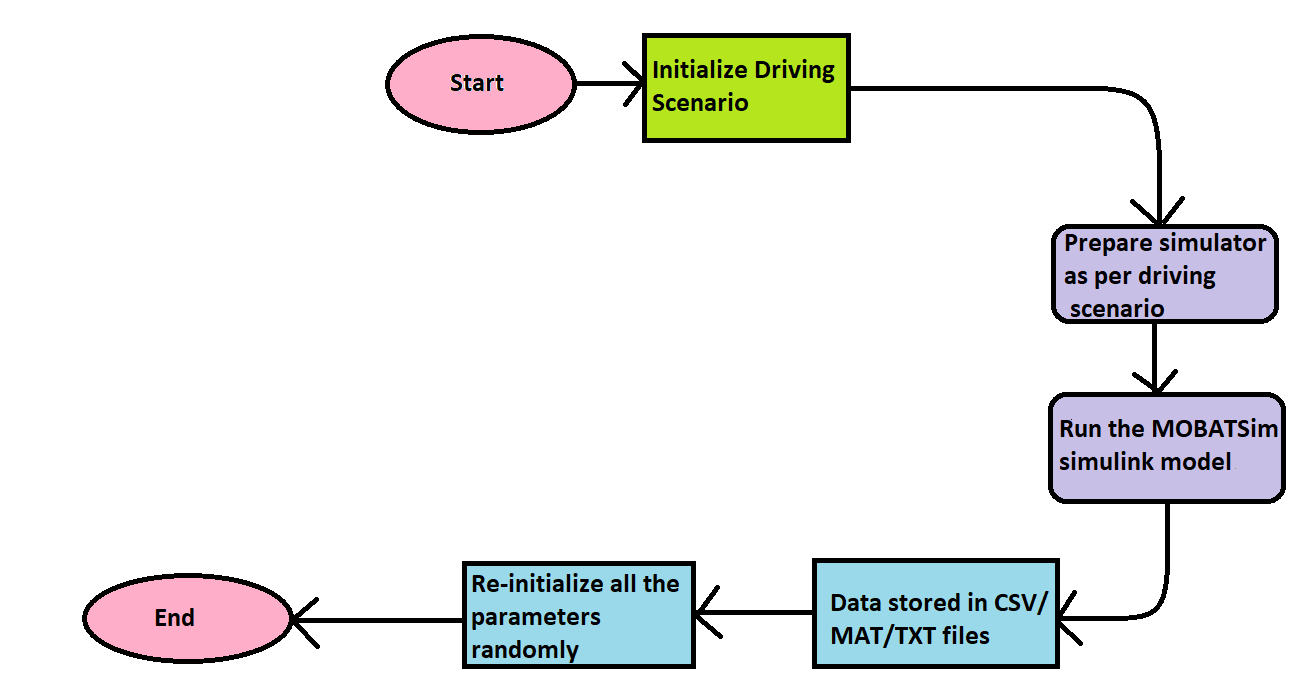 Start
Initialize Driving
Scenario
Prepare simulator
as per driving
scenario
Run the MOBATSim
simulink model
Data stored in CSV/
MAT/TXT files
Re-initialize all the
parameters
randomly
End